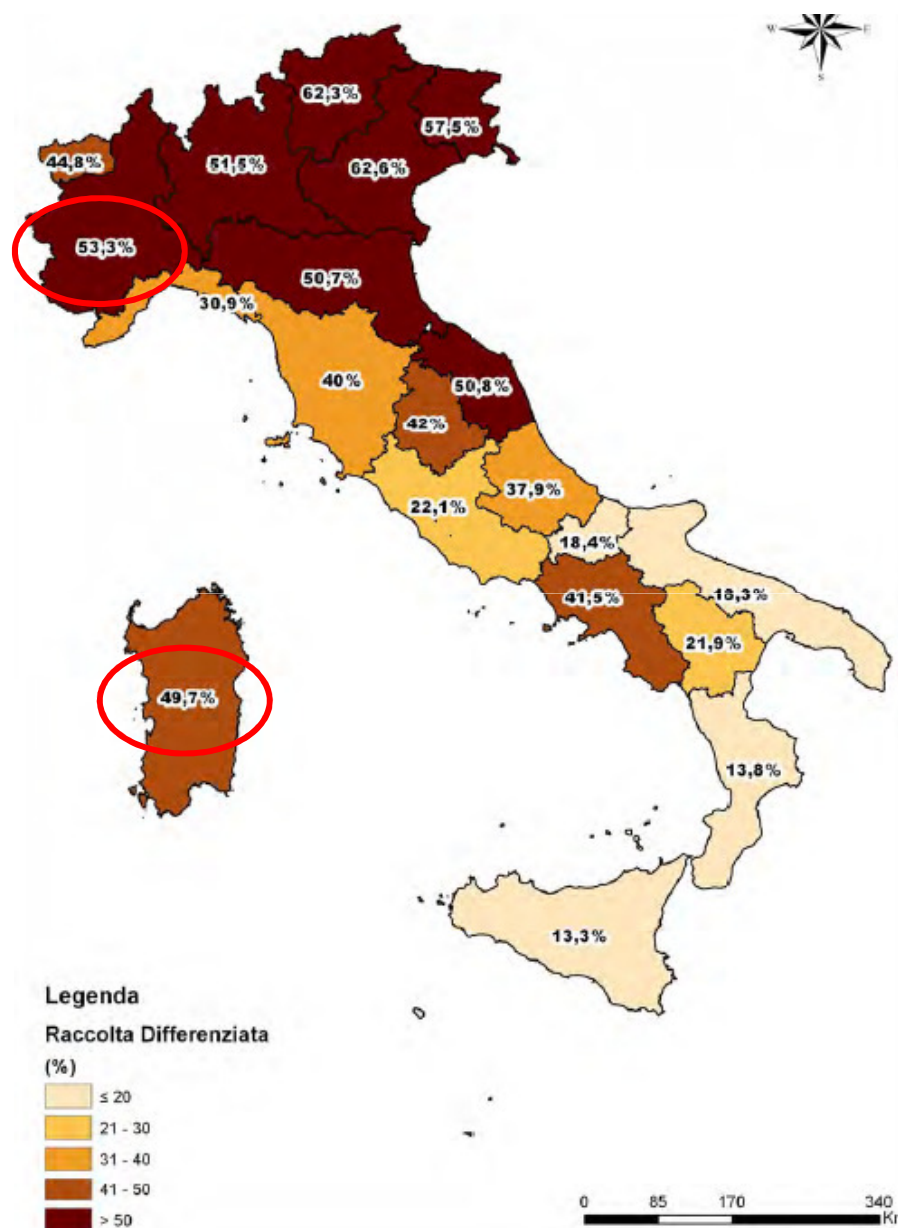 W E
S
62,3%
57,5%
44,8%
51,5%
62,6%
53,3%
50,7%
30,9%
40%
50,8%
42%
37,9%
22,1%
18,4%
41,5%
18,3%
21,9%
49,7%
13,8%
13,3%
Legenda
Raccolta Differenziata
(%)
≤ 20
21 - 30
31 - 40
41 - 50
> 50
0 85 170 340